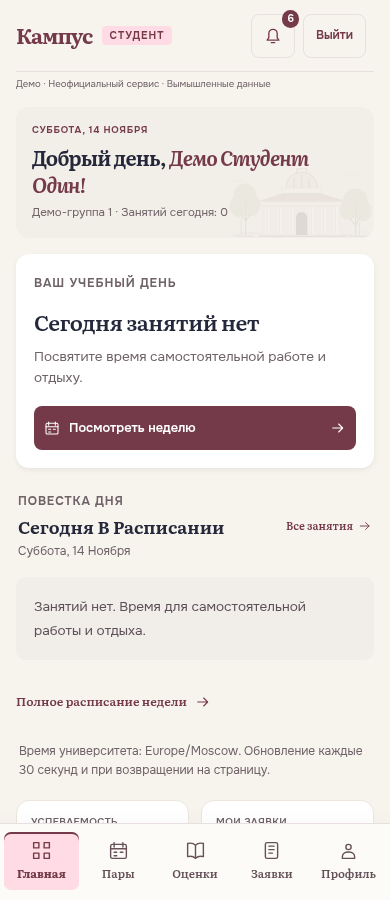 Кампус СТУДЕНТ 6 Выйти
Демо · Неофициальный сервис · Вымышленные данные
СУББОТА, 14 НОЯБРЯ
Добрый день, Демо Студент
Один!
Демо-группа 1 · Занятий сегодня: 0
ВАШ УЧЕБНЫЙ ДЕНЬ
Сегодня занятий нет
Посвятите время самостоятельной работе и
отдыху.
Посмотреть неделю
ПОВЕСТКА ДНЯ
Сегодня В Расписании
Все занятия
Суббота, 14 Ноября
Занятий нет. Время для самостоятельной
работы и отдыха.
Полное расписание недели
Время университета: Europe/Moscow. Обновление каждые
30 секунд и при возвращении на страницу.
УСПЕВАЕМОСТЬ МОИ ЗАЯВКИ
Главная Пары Оценки Заявки Профиль